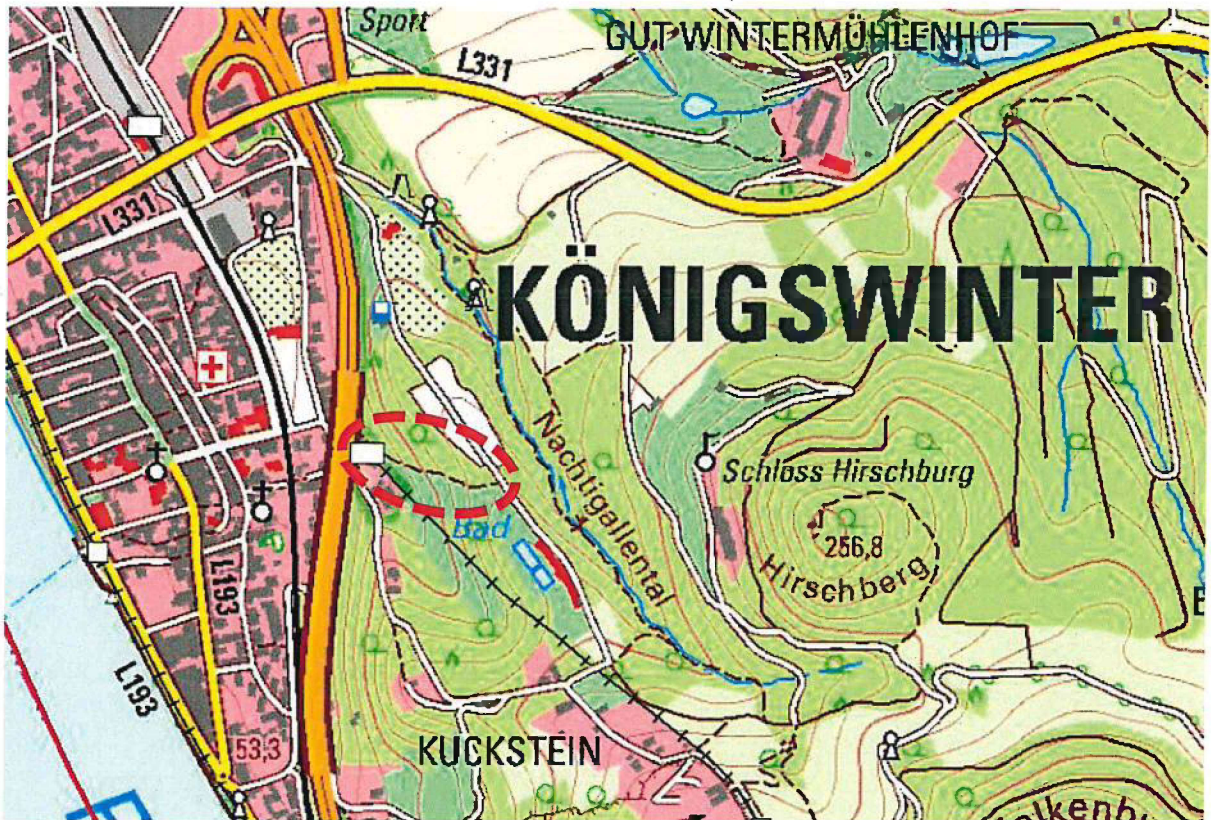 Sport
GUT WINTERMÜHLENHOF
L331
L331
KÖNIGSWINTER
Nachtigallental
Schloss Hirschburg
256,8
Hirschberg
Bad
L193
L193
53,3
KUCKSTEIN